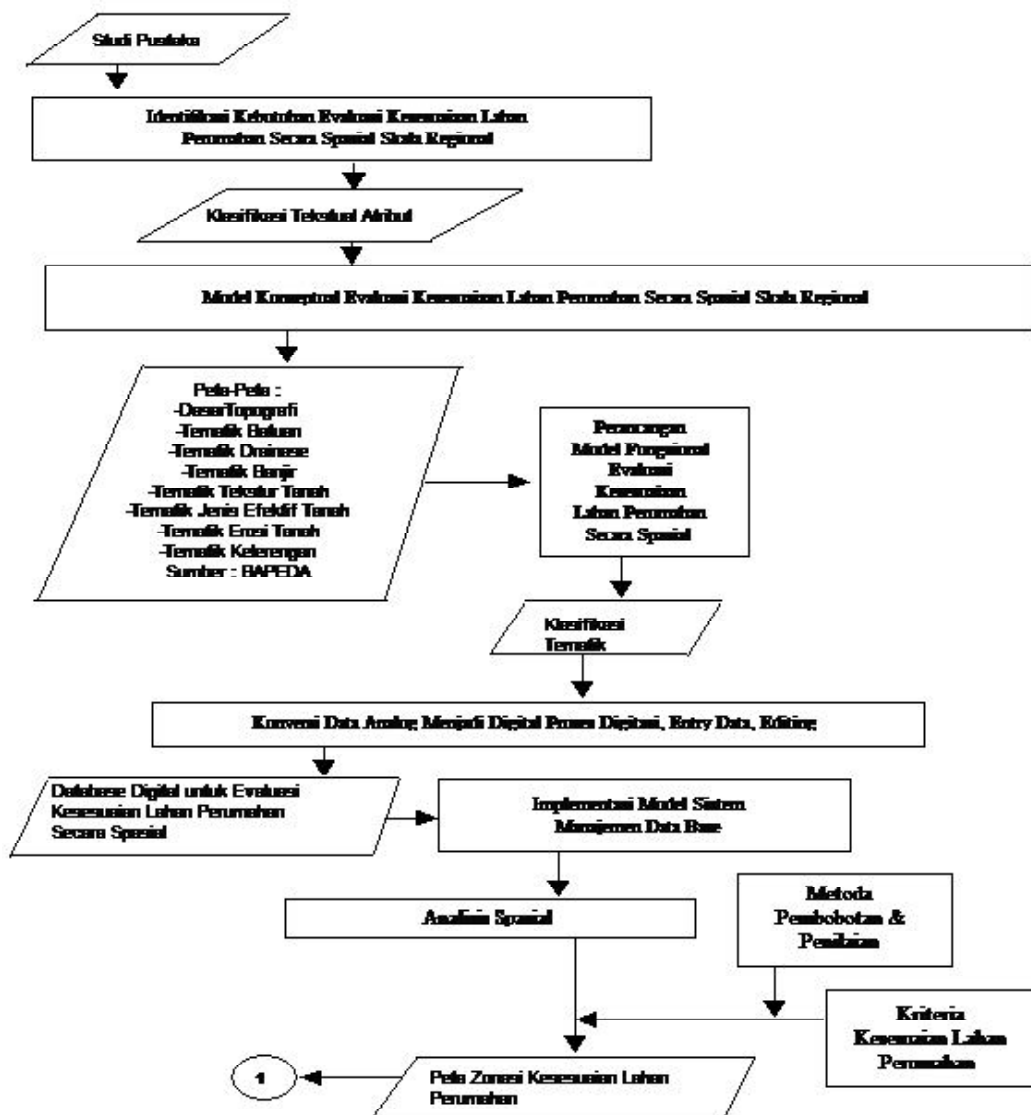 Studi Pustaka
Identifikasi Kebutuhan Evaluasi Kesesuaian Lahan
Perumahan Secara Spasial Skala Regional
Klasifikasi Tekstual Atribut
Model Konseptual Evaluasi Kesesuaian Lahan Perumahan Secara Spasial Skala Regional
Peta-Peta :
-DasarTopografi
-Tematik Batuan
-Tematik Drainase
-Tematik Banjir
-Tematik Tekstur Tanah
-Tematik Jenis Efektif Tanah
-Tematik Erosi Tanah
-Tematik Kelerengan
Sumber : BAPEDA
Perancangan
Model Fungsional
Evaluasi
Kesesuaian
Lahan Perumahan
Secara Spasial
Klasifikasi
Tematik
Konversi Data Analog Menjadi Digital Proses Digitasi, Entry Data, Editing
Database Digital untuk Evaluasi
Kesesuaian Lahan Perumahan
Secara Spasial
Implementasi Model Sistem
Manajemen Data Base
Analisis Spasial
Metoda
Pembobotan &
Penilaian
Kriteria
Kesesuaian Lahan
Perumahan
Peta Zonasi Kesesuaian Lahan
Perumahan
1